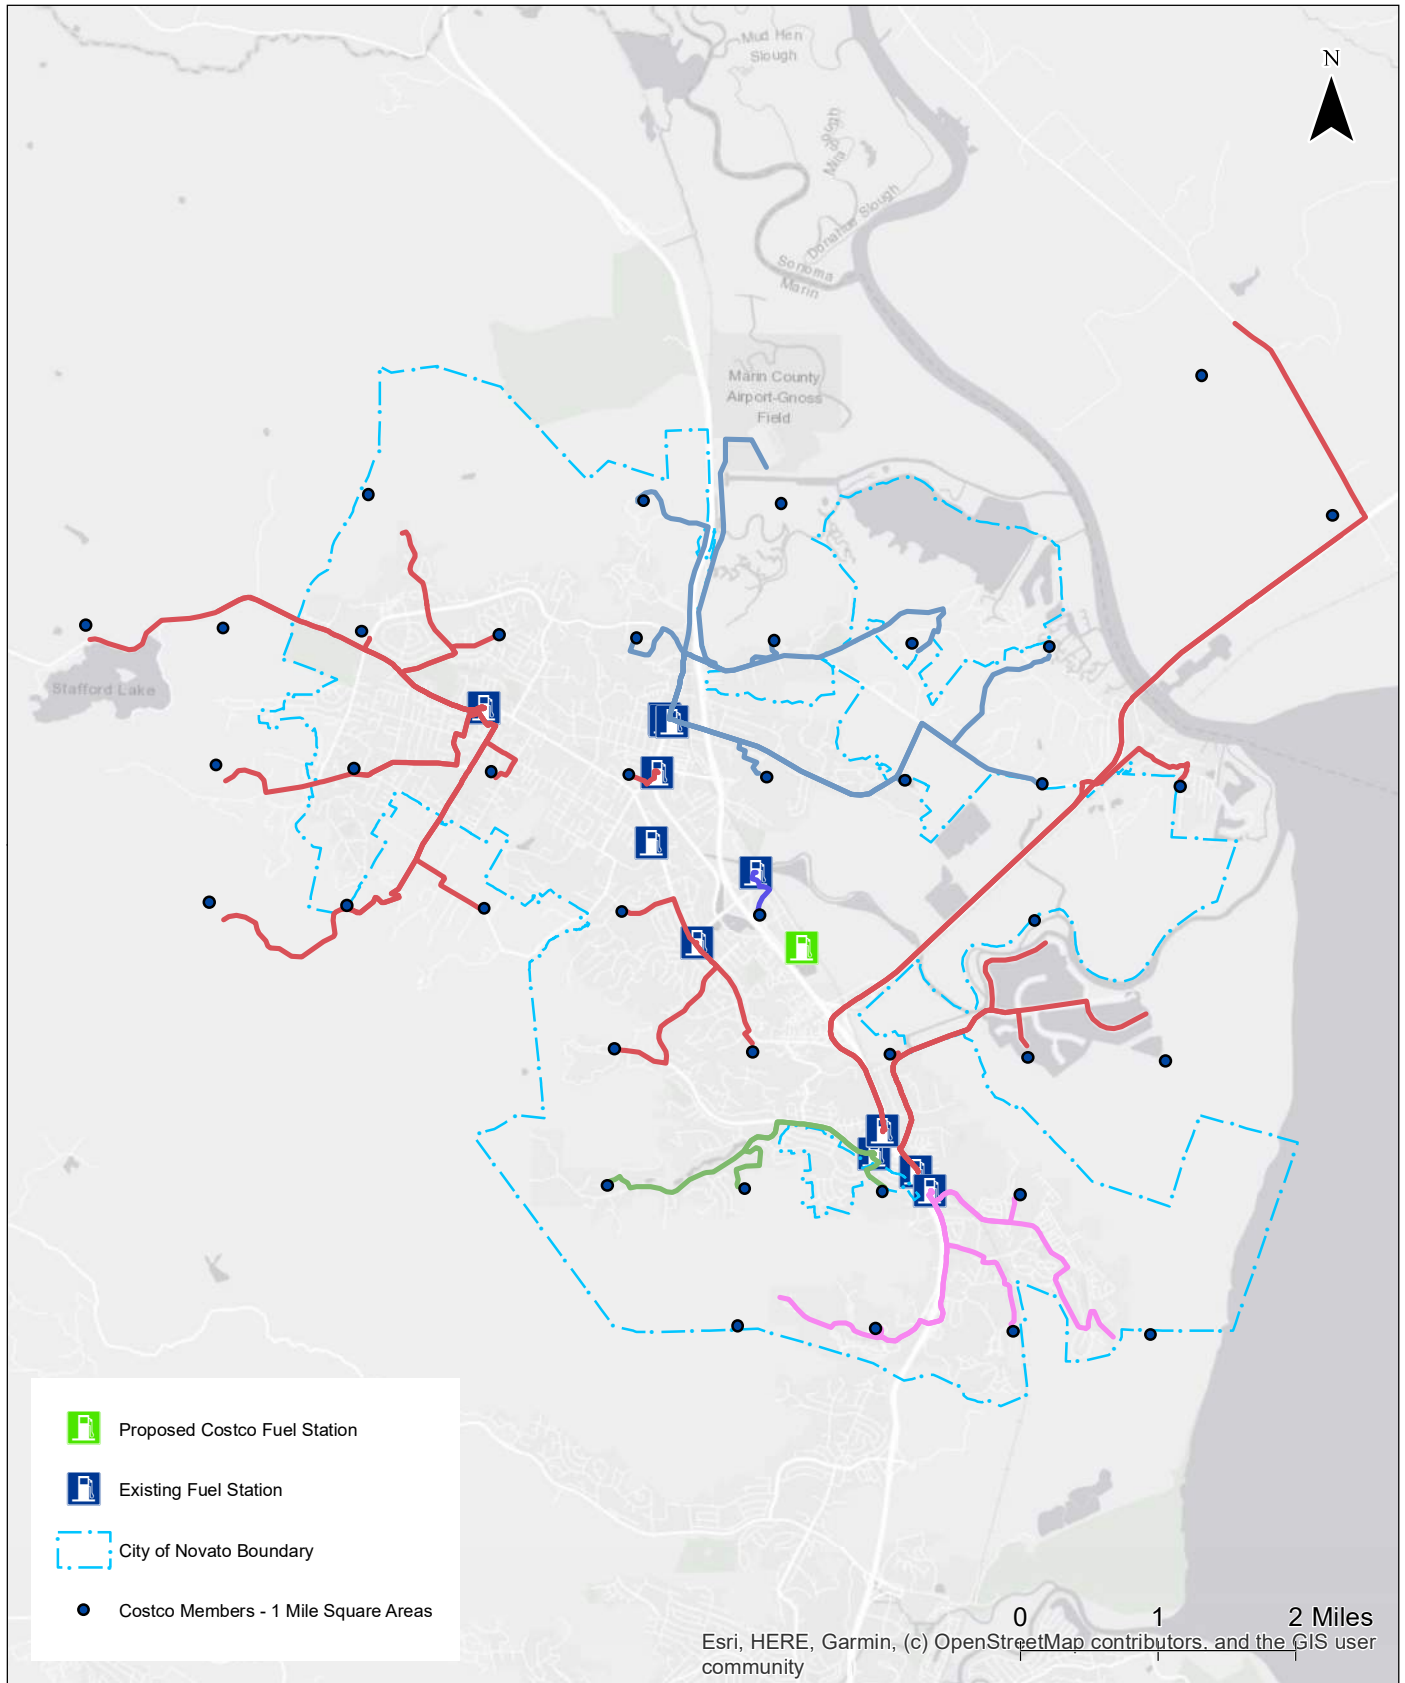 Mud Hen
Slough
N
Mira
Slough
Donahue Slough
Sonoma
Marin
Marin County
Airport-Gnoss
Field
Stafford Lake
Proposed Costco Fuel Station
Existing Fuel Station
City of Novato Boundary
Costco Members - 1 Mile Square Areas
0 1 2 Miles
Esri, HERE, Garmin, (c) OpenStreetMap contributors, and the GIS user
community